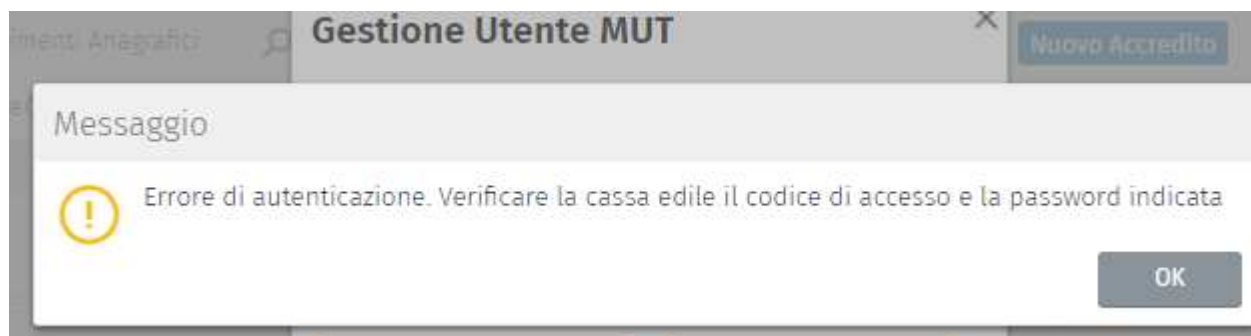 Gestione Utente MUT
Nuovo Accredito
Messaggio
Errore di autenticazione. Verificare la cassa edile il codice di accesso e la password indicata
OK